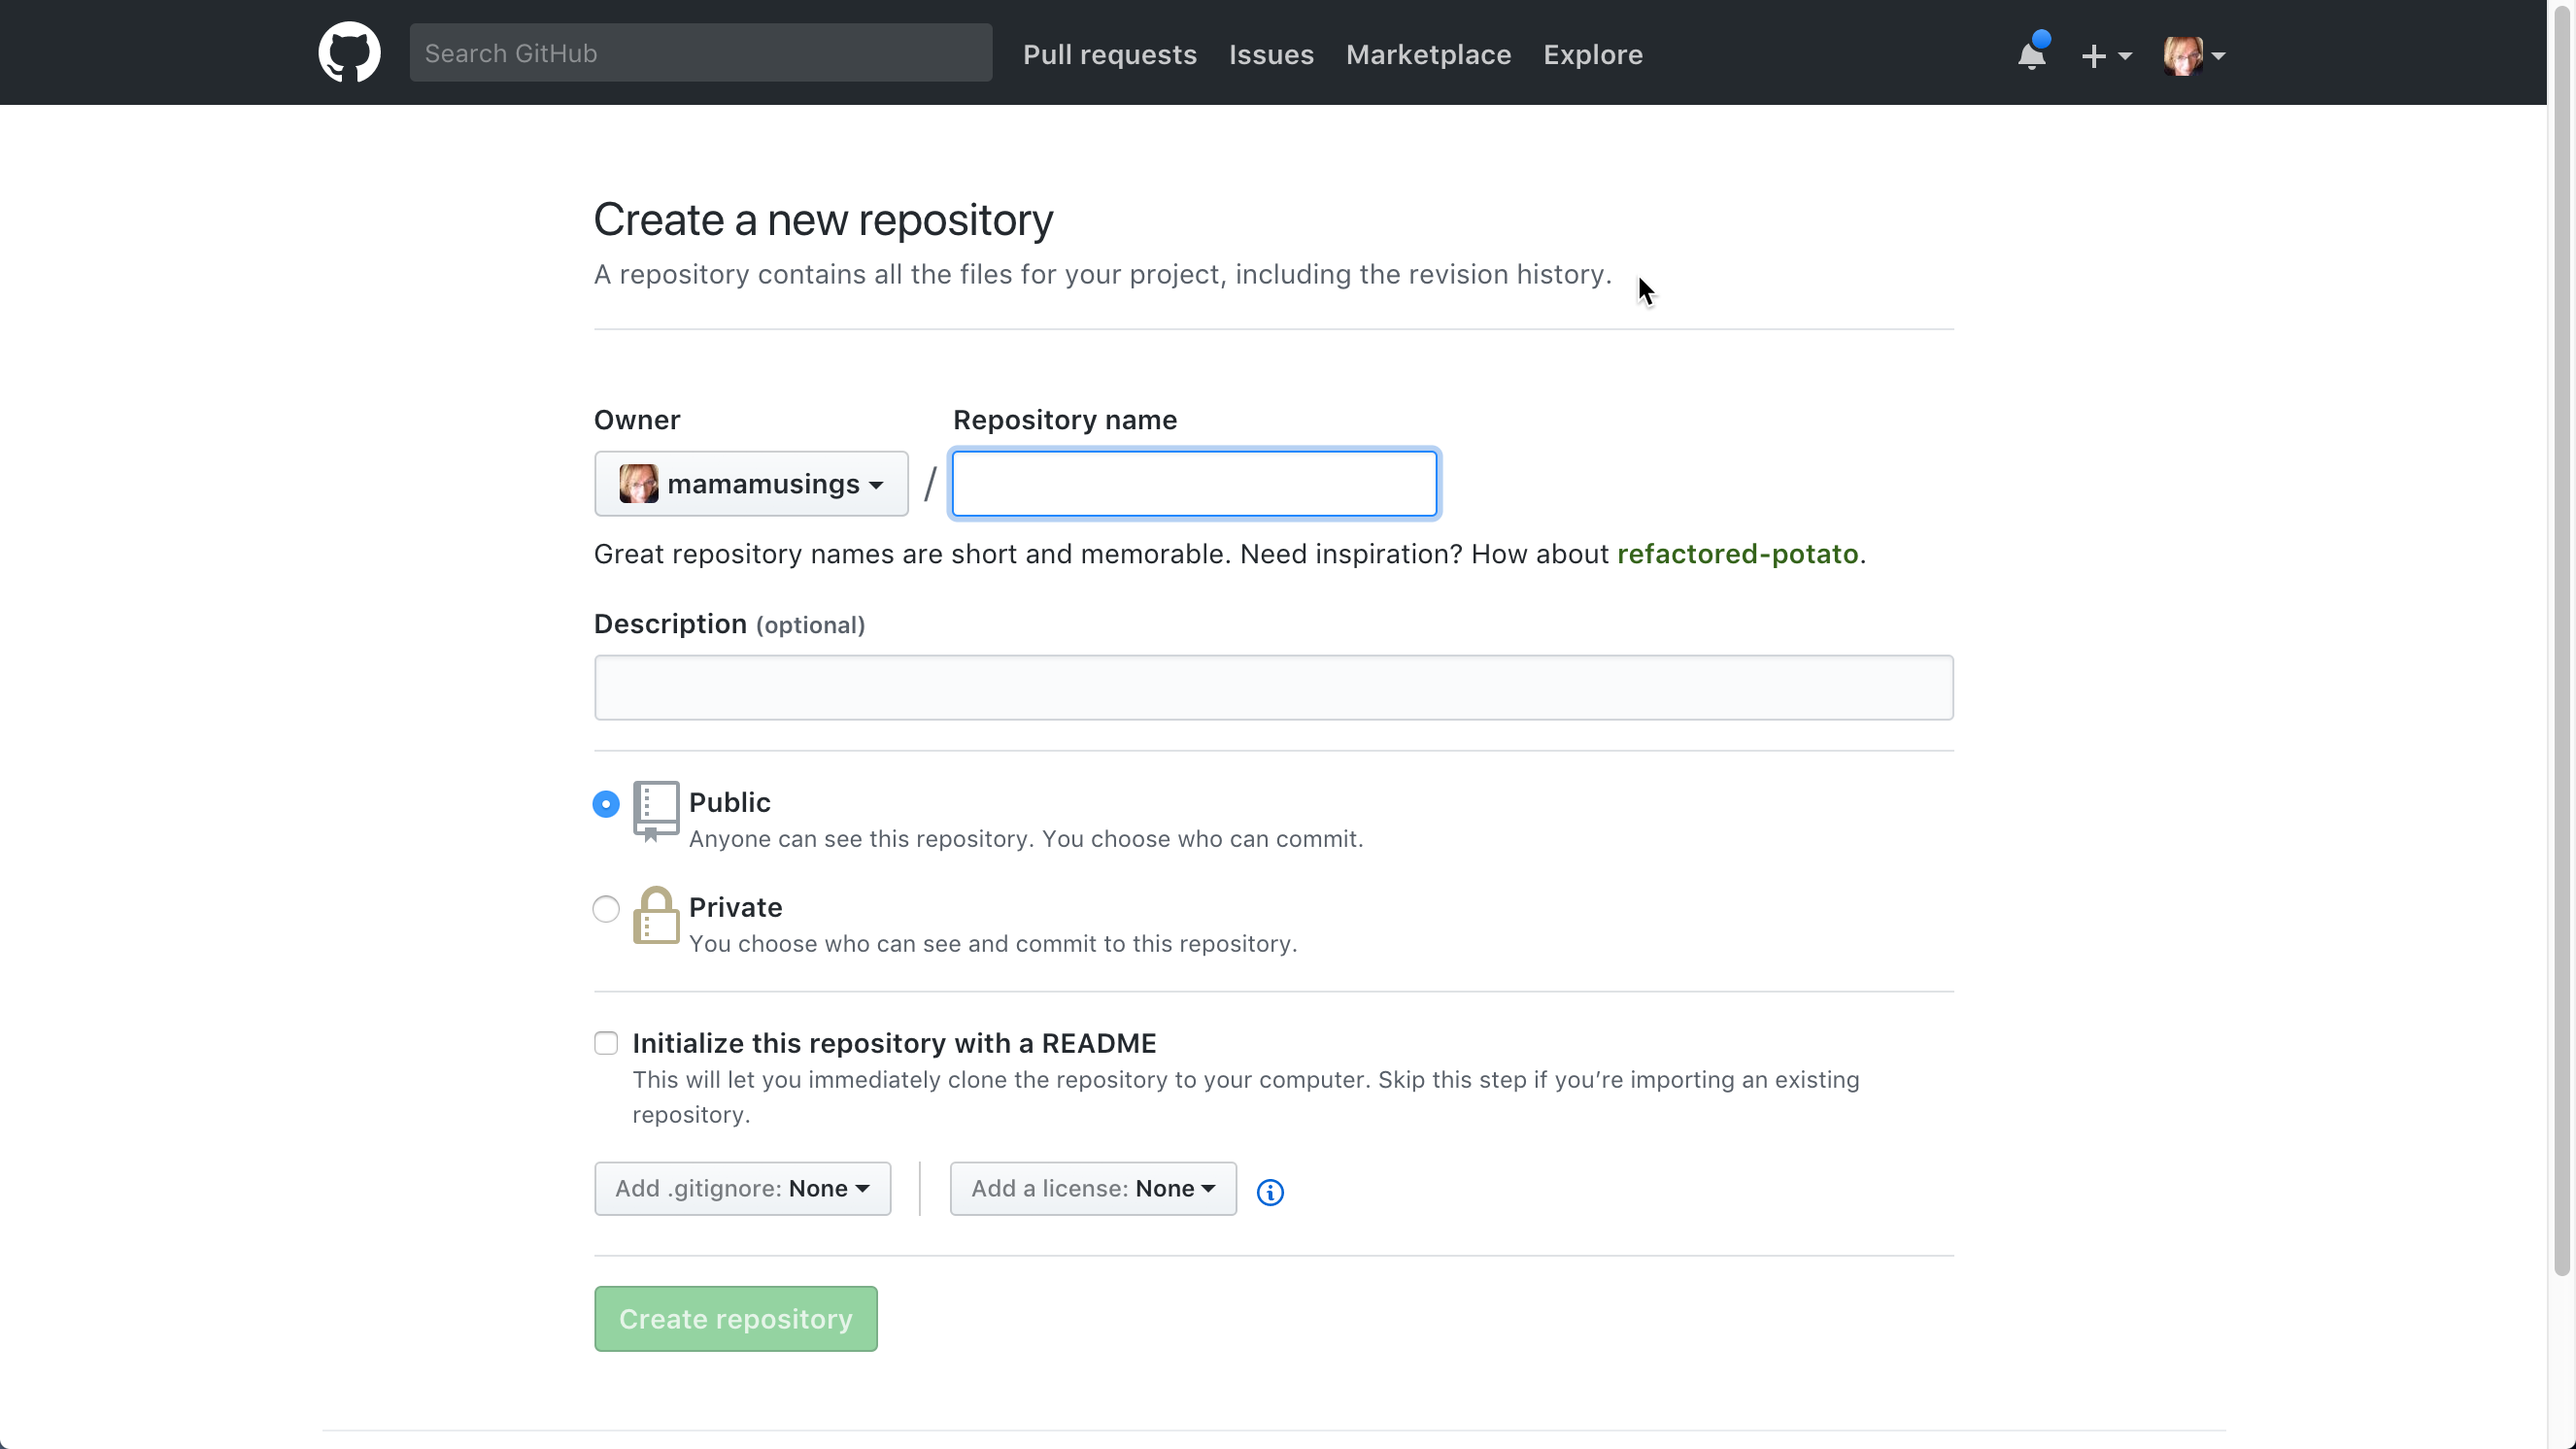 Search GitHub Pull requests Issues Marketplace Explore
Create a new repository
A repository contains all the files for your project, including the revision history.
Owner Repository name
mamamusings /
Great repository names are short and memorable. Need inspiration? How about refactored-potato.
Description (optional)
Public
Anyone can see this repository. You choose who can commit.
Private
You choose who can see and commit to this repository.
Initialize this repository with a README
This will let you immediately clone the repository to your computer. Skip this step if you’re importing an existing
repository.
Add .gitignore: None Add a license: None
Create repository